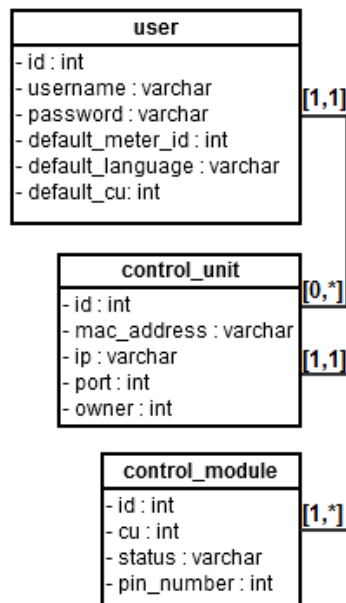 user
- id : int
- username : varchar
- password : varchar
- default_meter_id : int
- default_language : varchar
- default_cu: int
[1,1]
control_unit
- id : int
- mac_address : varchar
- ip : varchar
- port : int
- owner : int
[0,*]
[1,1]
control_module
- id : int
- cu : int
- status : varchar
- pin_number : int
[1,*]